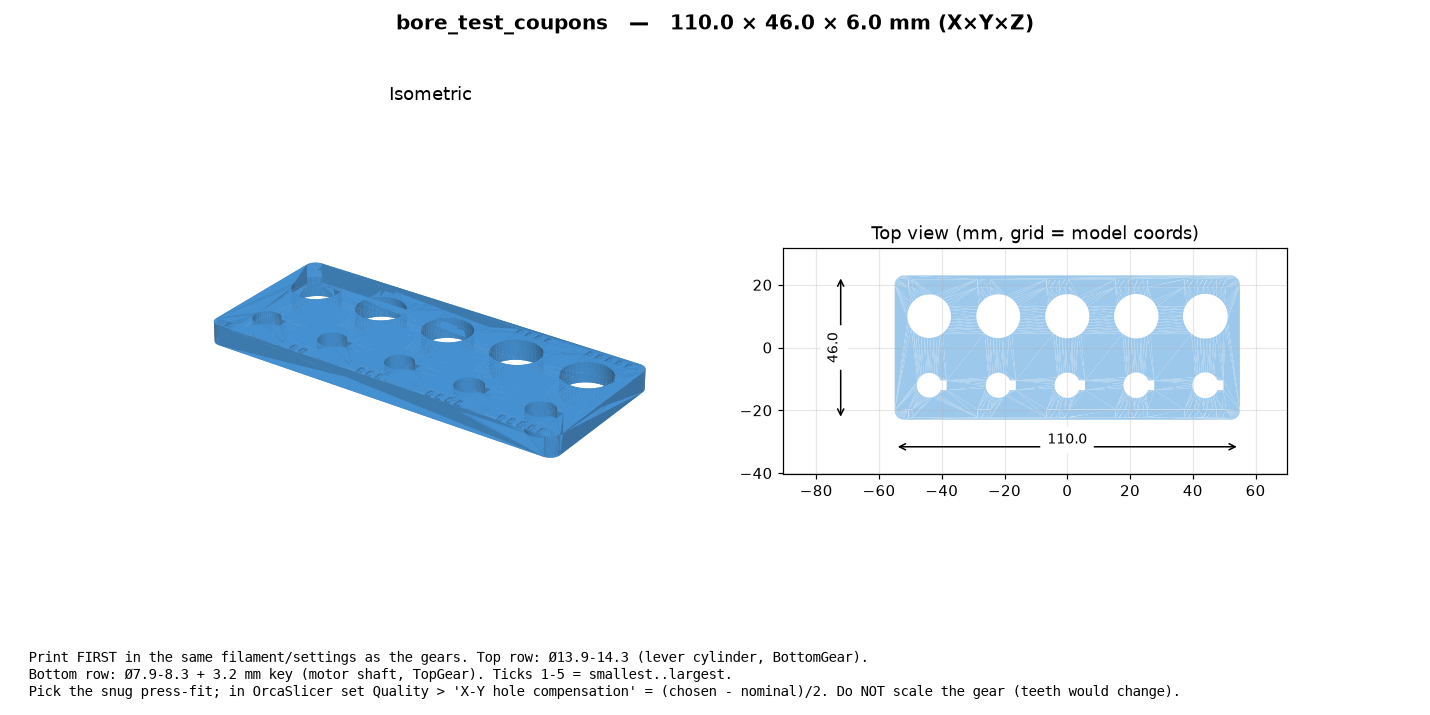 bore_test_coupons — 110.0 × 46.0 × 6.0 mm (X×Y×Z)
Isometric
Top view (mm, grid = model coords)
20
0
−20
−40
46.0
110.0
−80 −60 −40 −20 0 20 40 60
Print FIRST in the same filament/settings as the gears. Top row: Ø13.9-14.3 (lever cylinder, BottomGear).
Bottom row: Ø7.9-8.3 + 3.2 mm key (motor shaft, TopGear). Ticks 1-5 = smallest..largest.
Pick the snug press-fit; in OrcaSlicer set Quality > 'X-Y hole compensation' = (chosen - nominal)/2. Do NOT scale the gear (teeth would change).